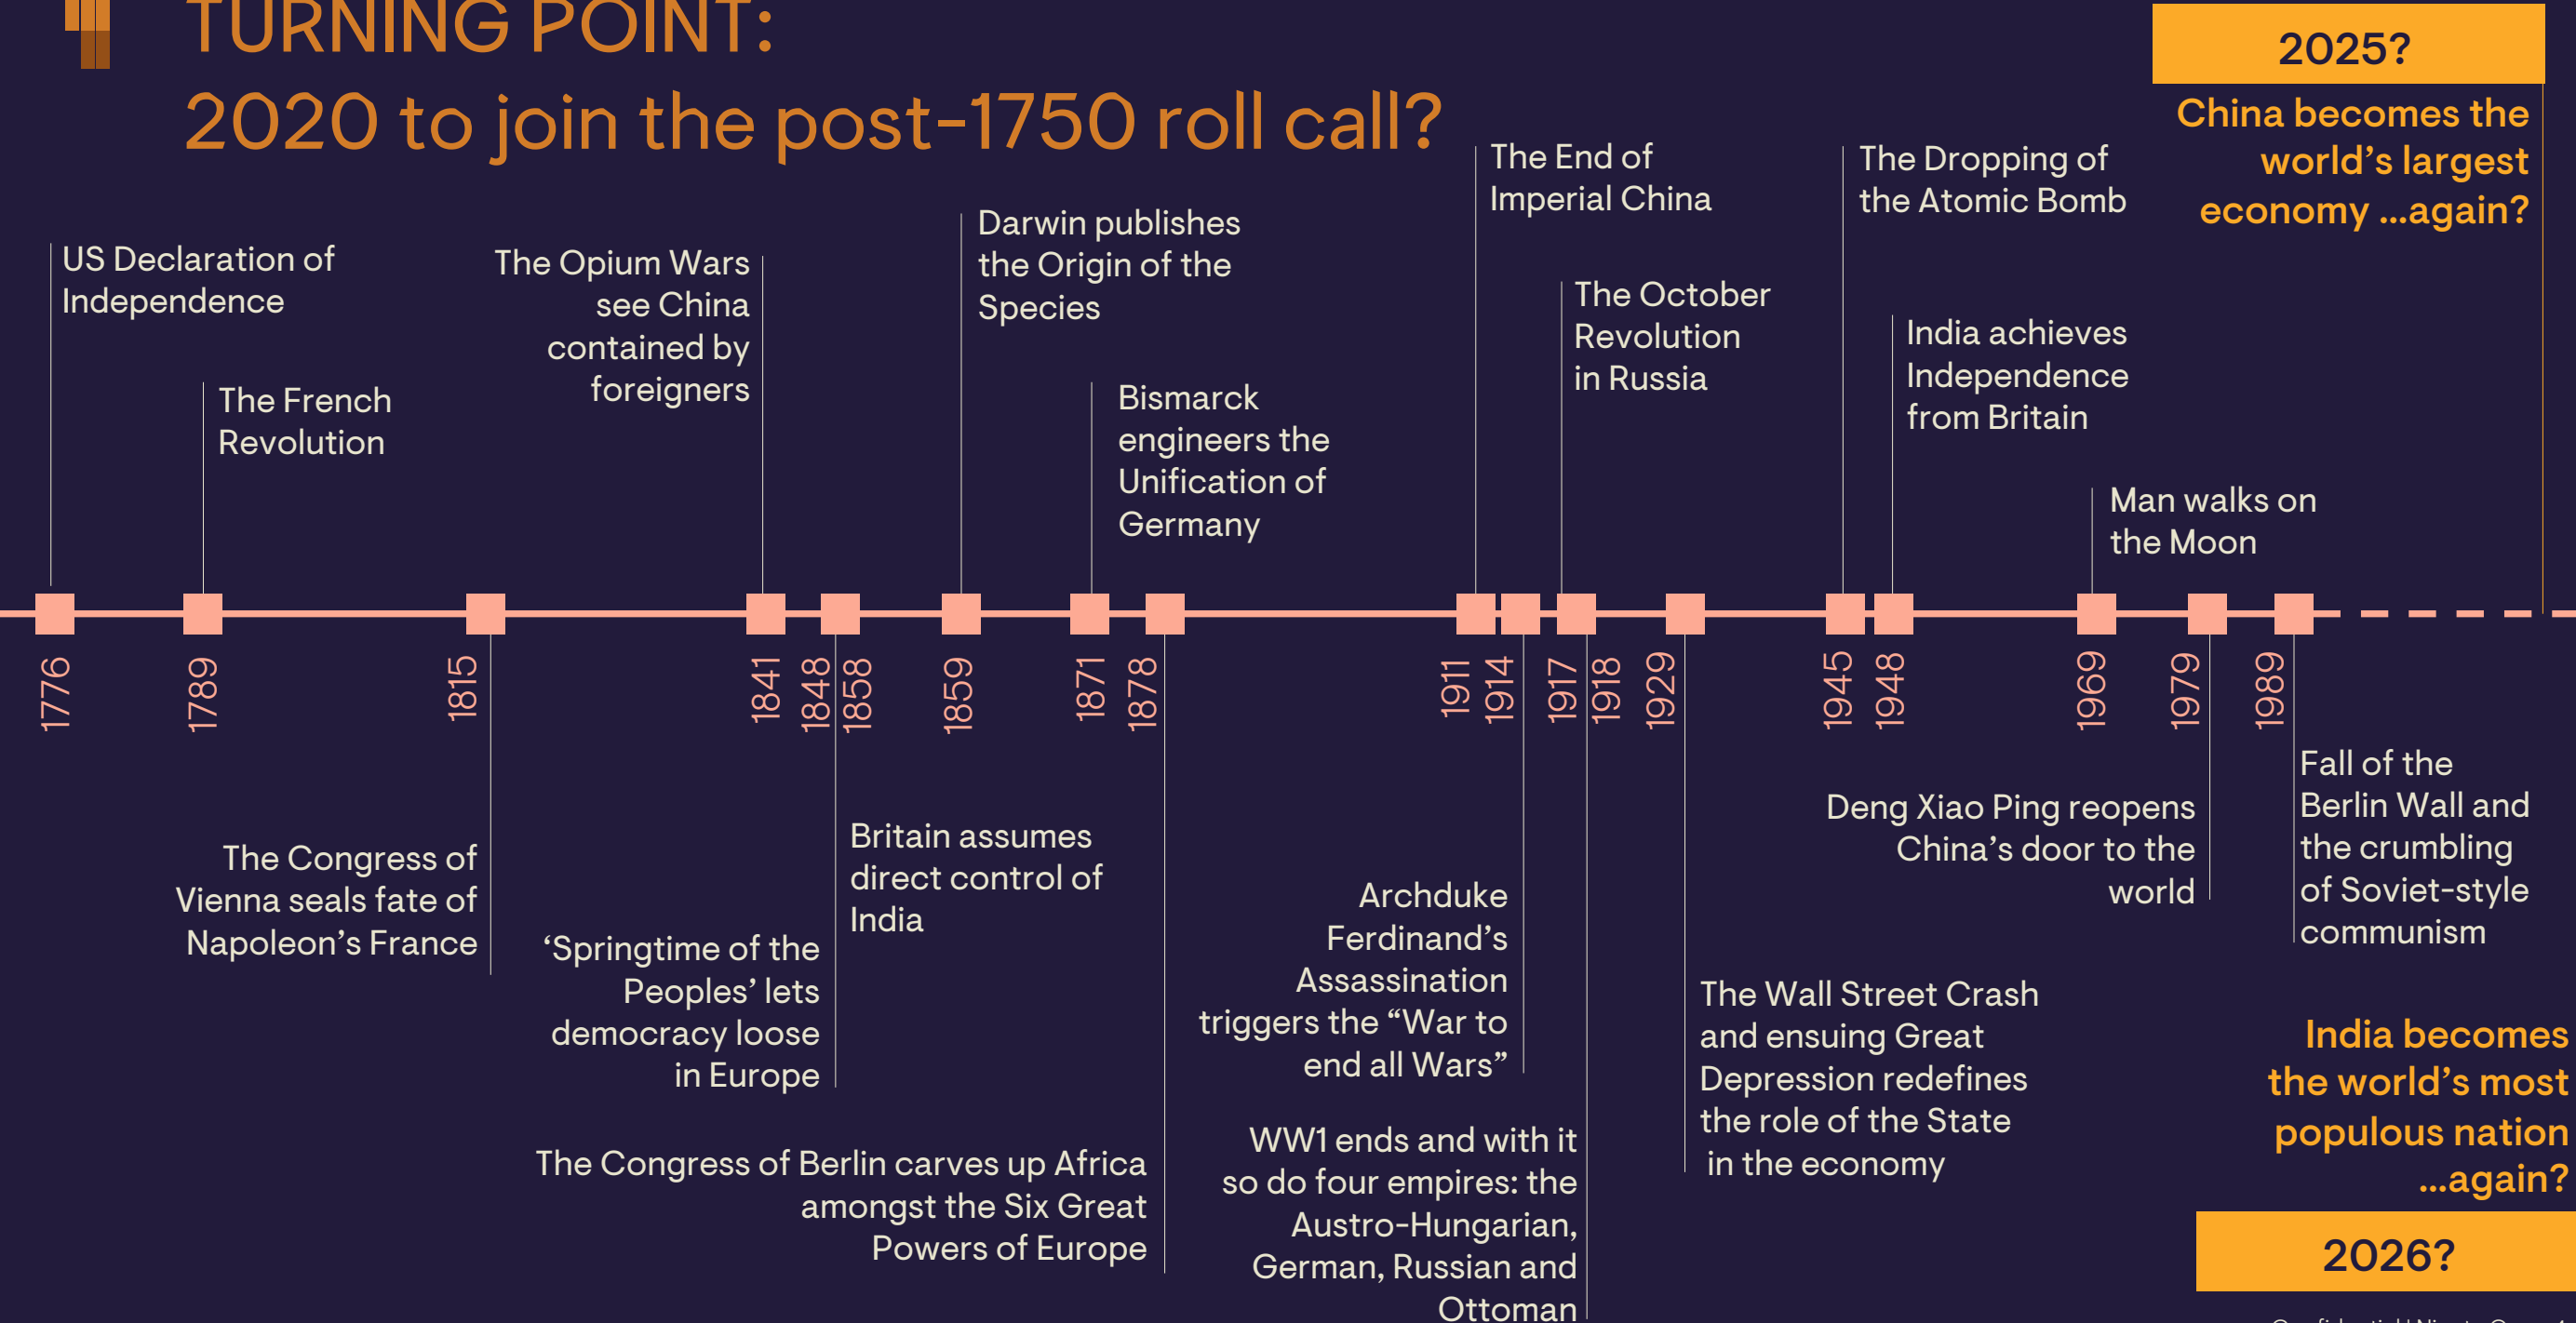 TURNING POINT:
2020 to join the post-1750 roll call?
2025?
China becomes the
world's largest
economy ...again?
US Declaration of
Independence
The French
Revolution
The Opium Wars
see China
contained by
foreigners
Darwin publishes
the Origin of the
Species
Bismarck
engineers the
Unification of
Germany
The End of
Imperial China
The October
Revolution
in Russia
The Dropping of
the Atomic Bomb
India achieves
Independence
from Britain
Man walks on
the Moon
1776
1789
1815
1841
1848
1858
1859
1871
1878
1911
1914
1917
1918
1929
1945
1948
1969
1979
1989
The Congress of
Vienna seals fate of
Napoleon's France
‘Springtime of the
Peoples’ lets
democracy loose
in Europe
Britain assumes
direct control of
India
The Congress of Berlin carves up Africa
amongst the Six Great
Powers of Europe
Archduke
Ferdinand's
Assassination
triggers the “War to
end all Wars”
WW1 ends and with it
so do four empires: the
Austro-Hungarian,
German, Russian and
Ottoman
The Wall Street Crash
and ensuing Great
Depression redefines
the role of the State
in the economy
Deng Xiao Ping reopens
China's door to the
world
Fall of the
Berlin Wall and
the crumbling
of Soviet-style
communism
India becomes
the world's most
populous nation
...again?
2026?